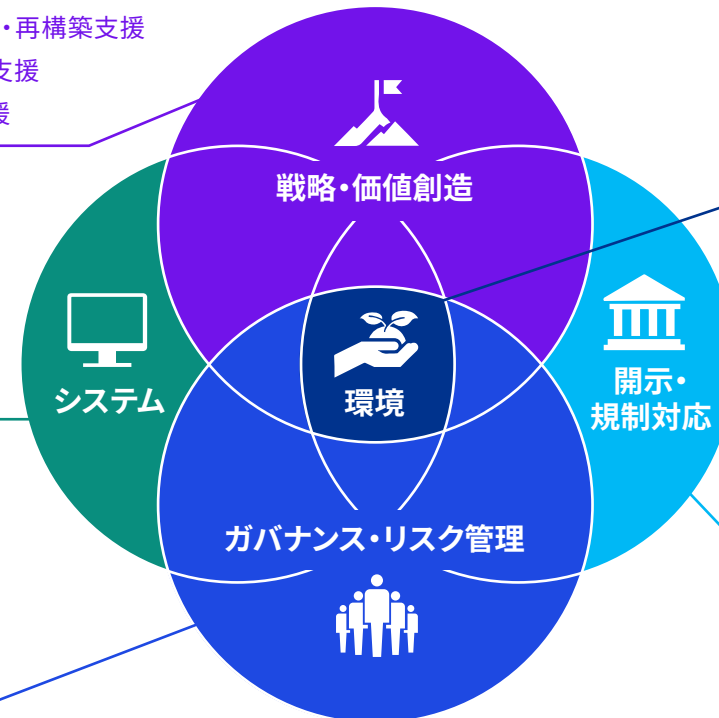 ・再構築支援
支援
援
戦略・価値創造
システム
環境
開示・
規制対応
ガバナンス・リスク管理